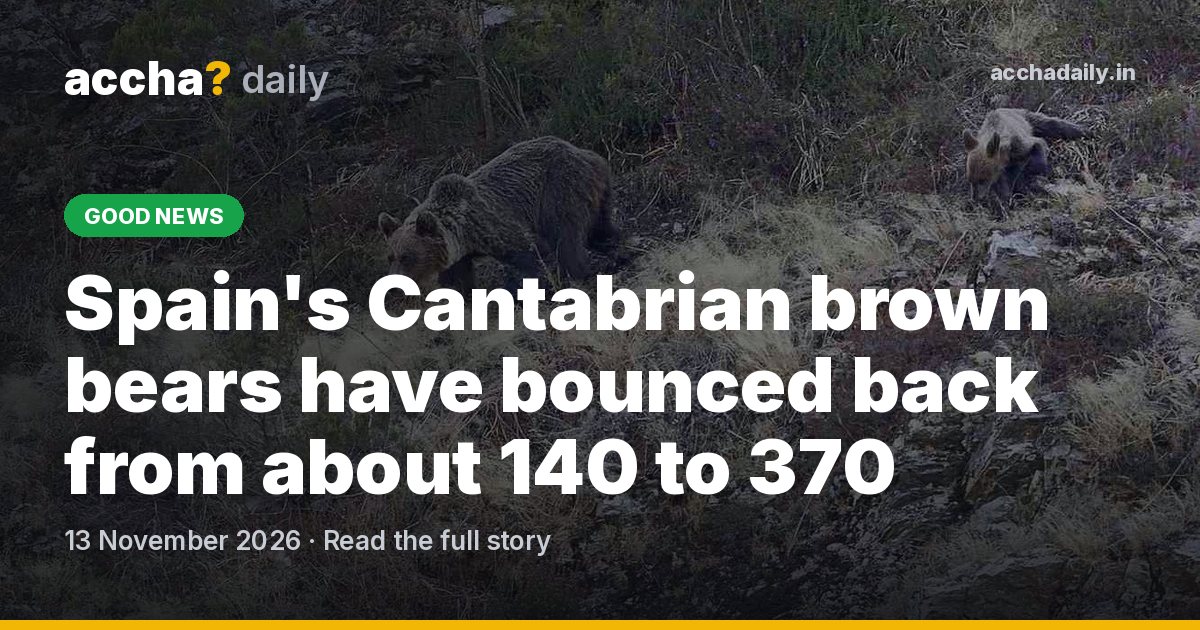 accha? daily
acchadaily.in
GOOD NEWS
Spain's Cantabrian brown
bears have bounced back
from about 140 to 370
13 November 2026 · Read the full story